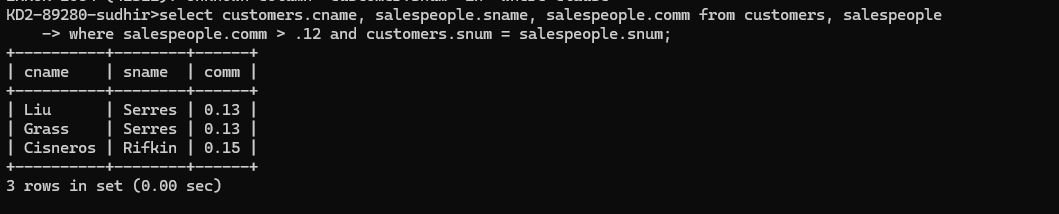 KD2-89280-sudhir>select customers.cname, salespeople.sname, salespeople.comm from customers, salespeople
    -> where salespeople.comm > .12 and customers.snum = salespeople.snum;
+----------+--------+------+
| cname    | sname  | comm |
+----------+--------+------+
| Liu      | Serres | 0.13 |
| Grass    | Serres | 0.13 |
| Cisneros | Rifkin | 0.15 |
+----------+--------+------+
3 rows in set (0.00 sec)